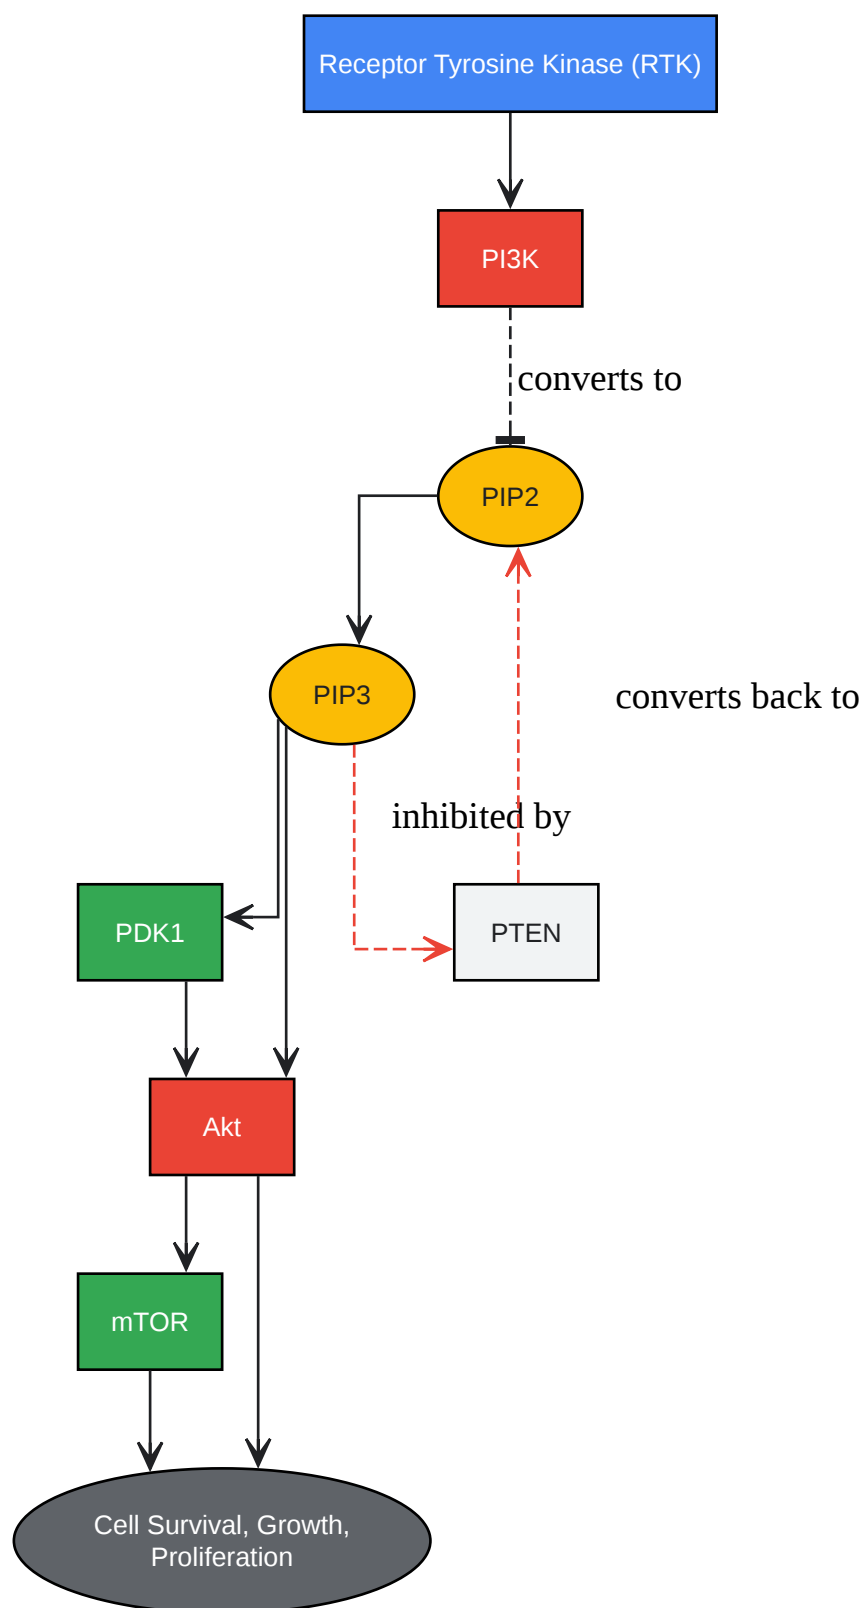 Receptor Tyrosine Kinase (RTK)
PI3K
converts to
PIP2
PIP3
converts back to
inhibited by
PDK1
PTEN
Akt
mTOR
Cell Survival, Growth,
Proliferation